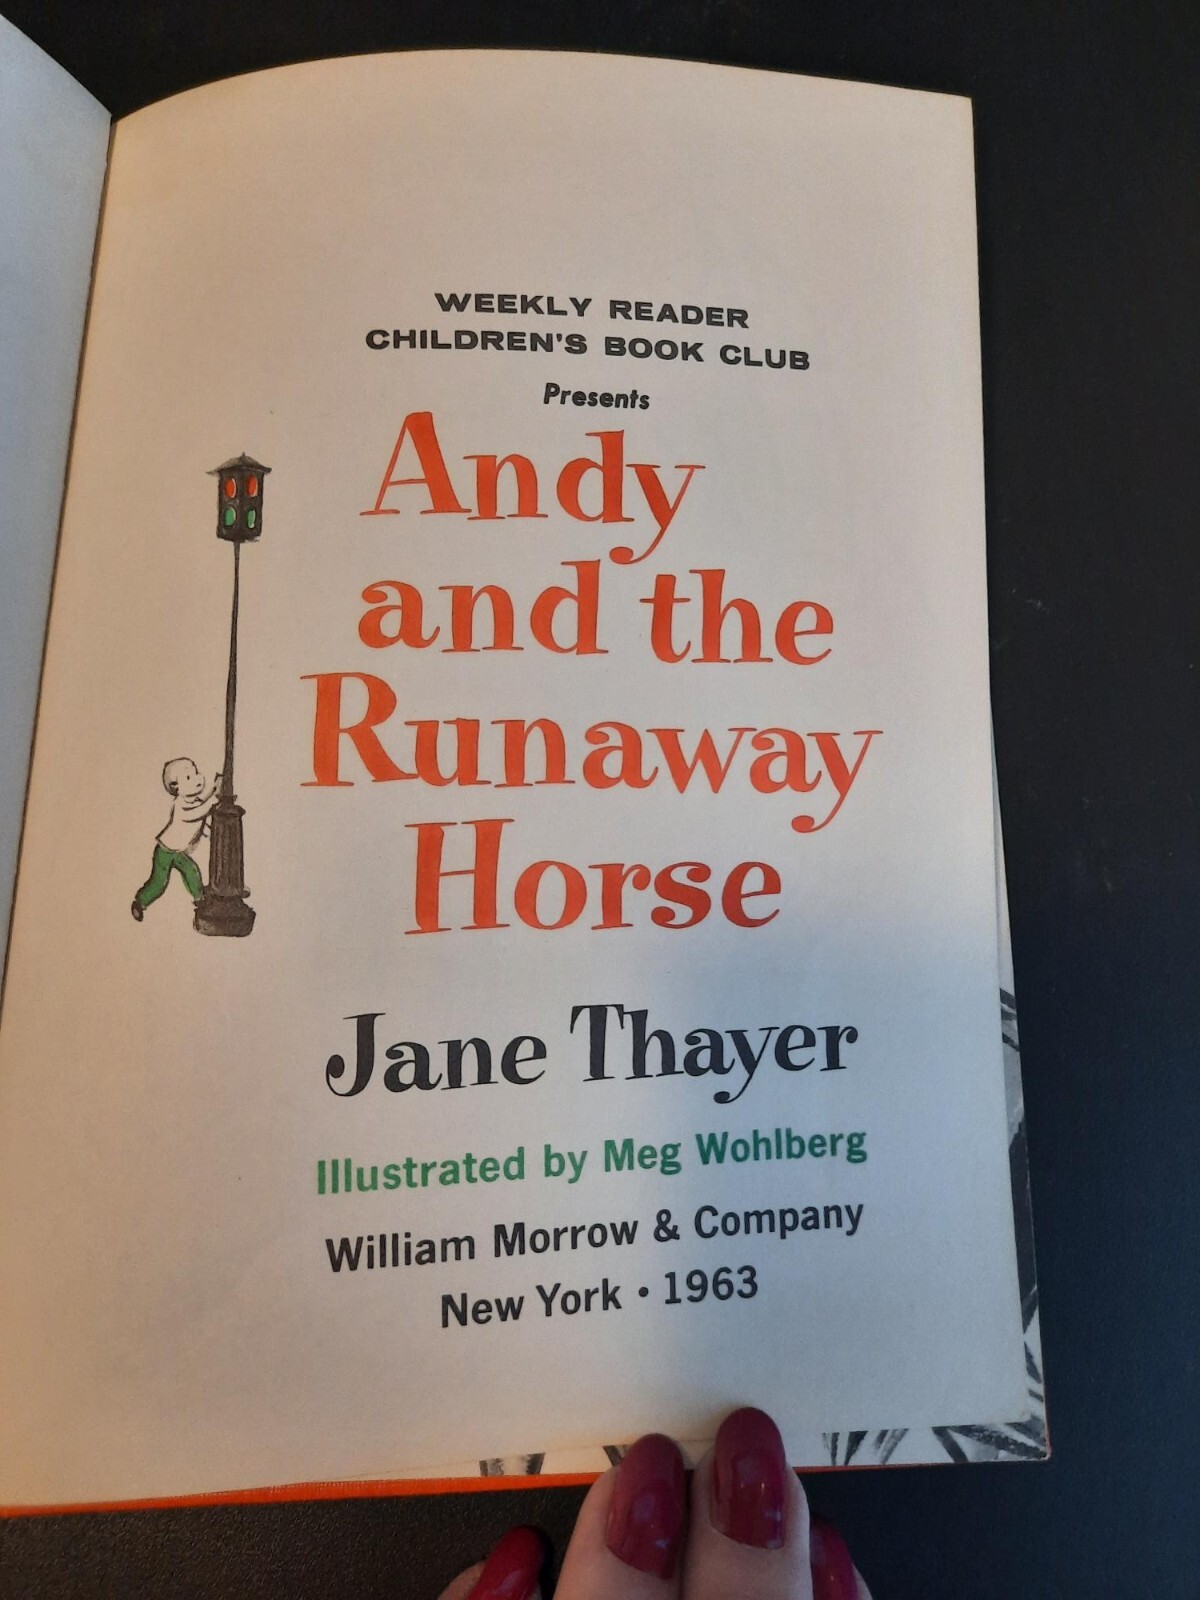 WEEKLY READER
CHILDREN'S BOOK CLUB
Presents
Andy
and the
Runaway
Horse
Jane Thayer
Illustrated by Meg Wohlberg
William Morrow & Company
New York • 1963